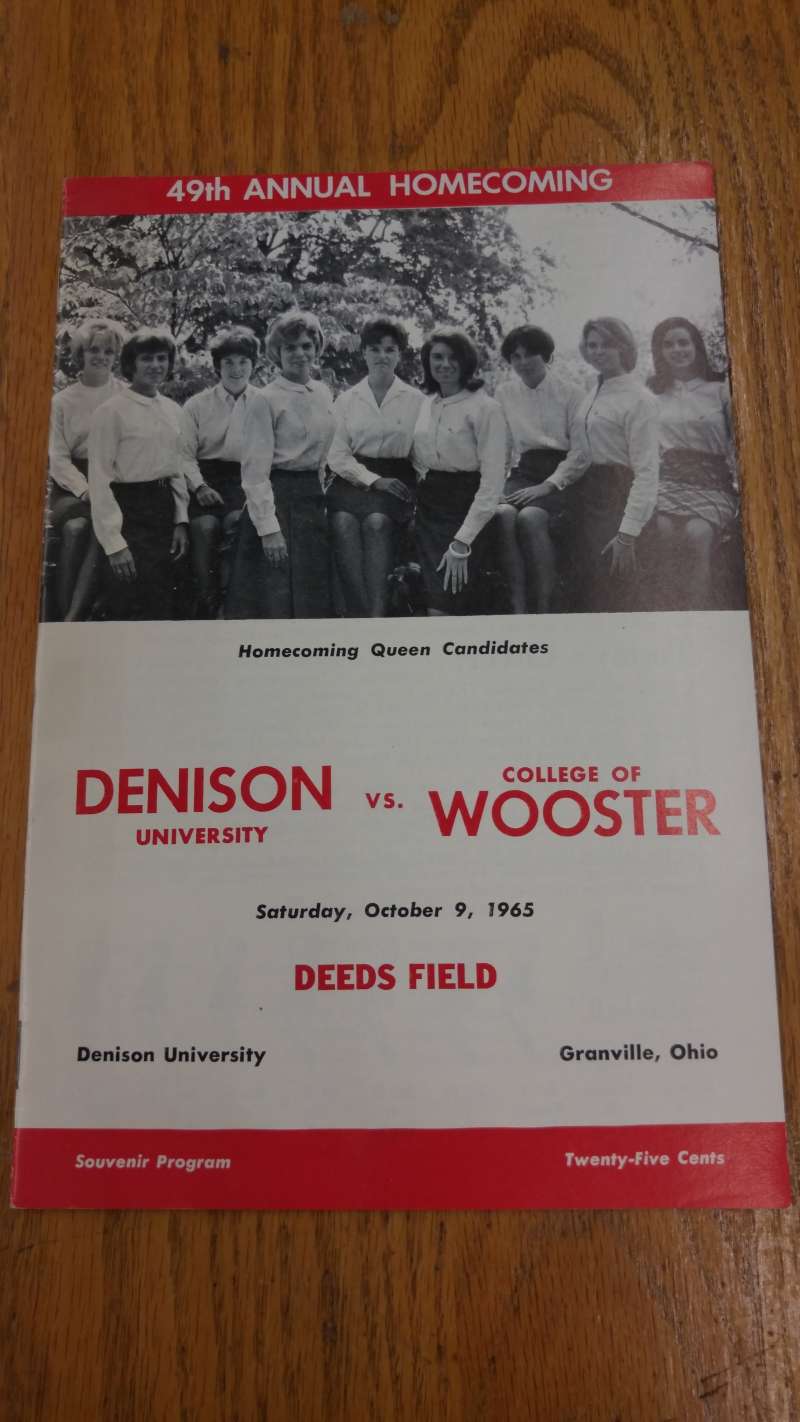 49th ANNUAL HOMECOMING
Homecoming Queen Candidates
DENISON
UNIVERSITY
VS.
COLLEGE OF
WOOSTER
Saturday, October 9, 1965
DEEDS FIELD
Denison University
Granville, Ohio
Souvenir Program
Twenty-Five Cents